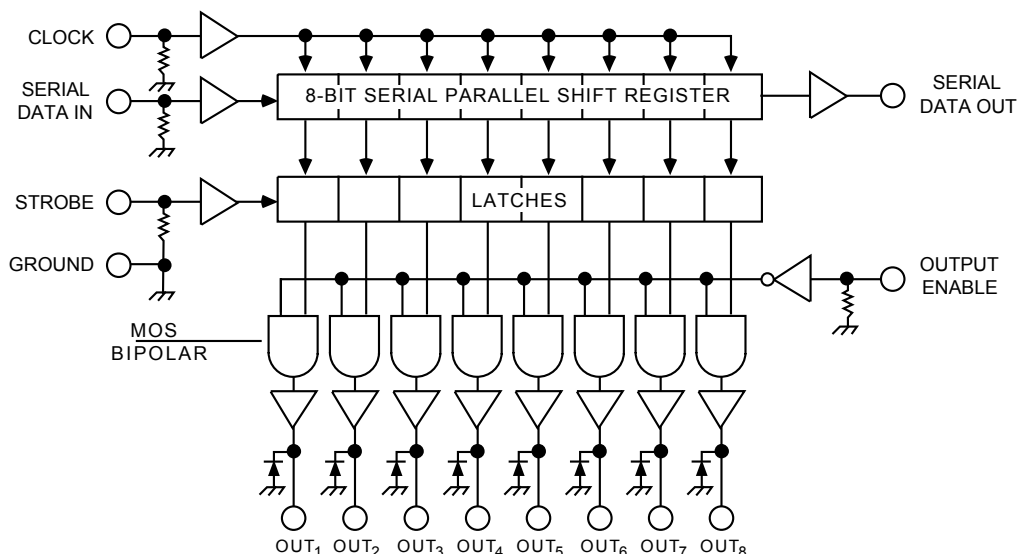 CLOCK
SERIAL
DATA IN
8-BIT SERIAL PARALLEL SHIFT REGISTER
SERIAL
DATA OUT
STROBE
LATCHES
GROUND
OUTPUT
ENABLE
MOS
BIPOLAR
OUT1 OUT2 OUT3 OUT4 OUT5 OUT6 OUT7 OUT8